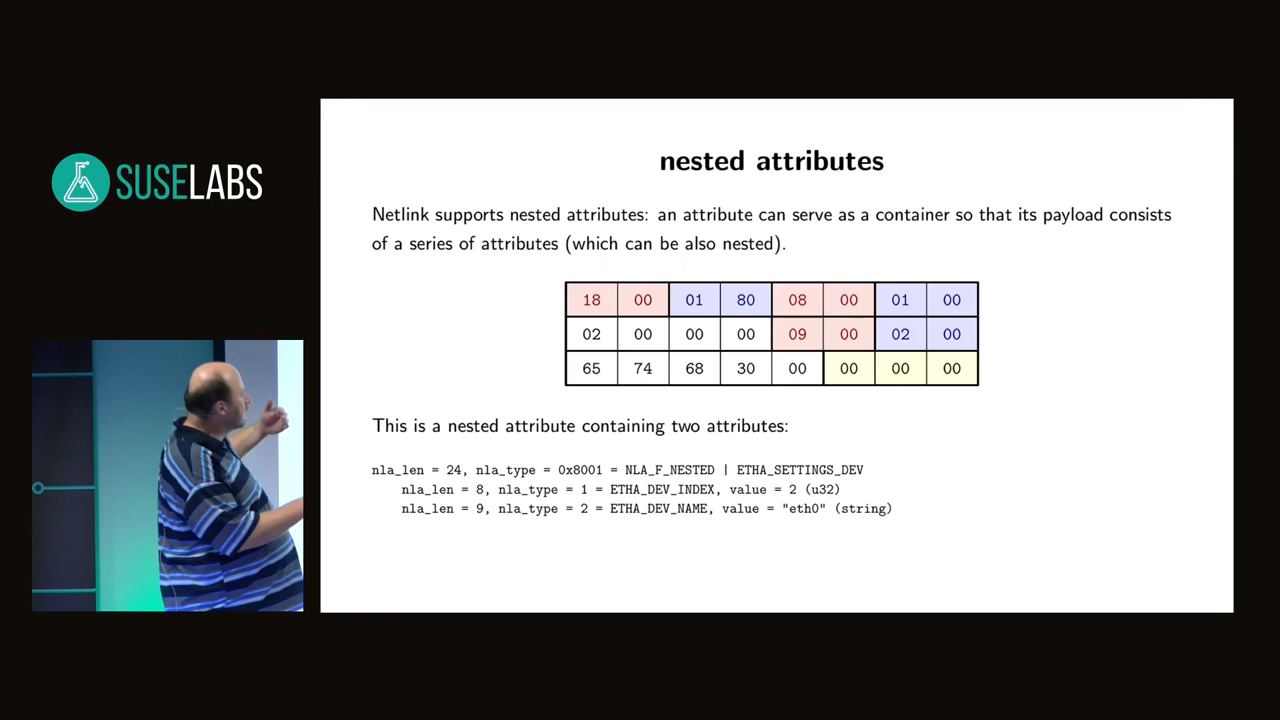 SUSELABS
nested attributes
Netlink supports nested attributes: an attribute can serve as a container so that its payload consists
of a series of attributes (which can be also nested).
18 00 01 80 08 00 01 00
02 00 00 00 09 00 02 00
65 74 68 30 00 00 00 00
This is a nested attribute containing two attributes:
nla_len = 24, nla_type = 0x8001 = NLA_F_NESTED | ETHA_SETTINGS_DEV
nla_len = 8, nla_type = 1 = ETHA_DEV_INDEX, value = 2 (u32)
nla_len = 9, nla_type = 2 = ETHA_DEV_NAME, value = "eth0" (string)